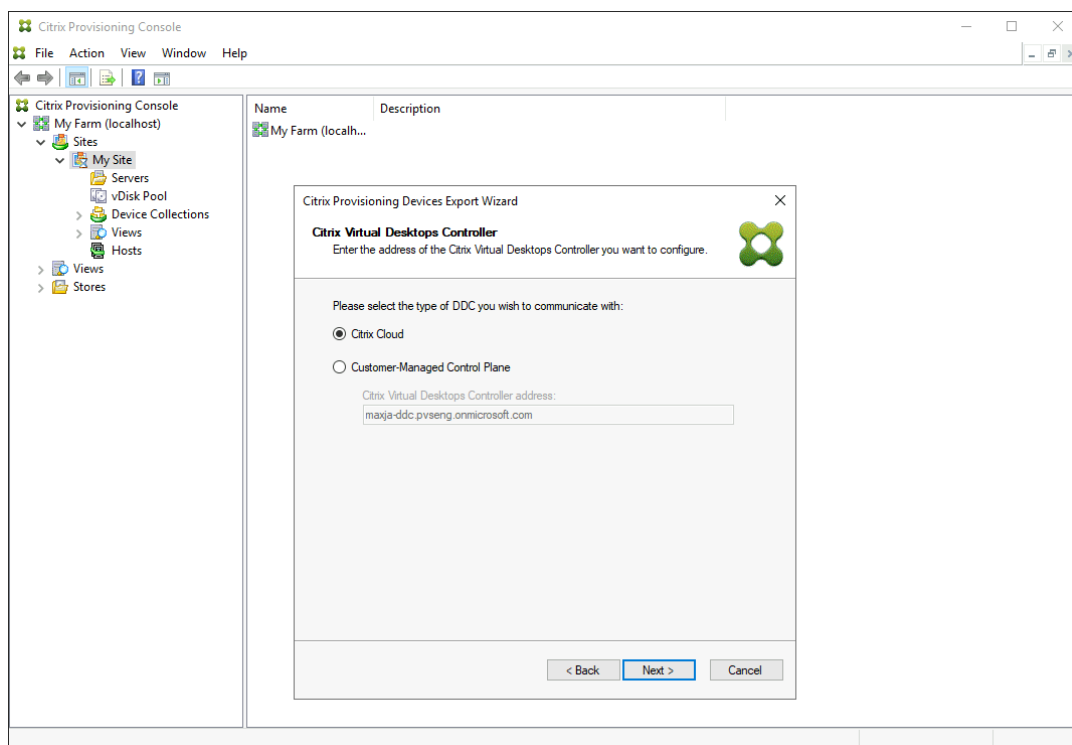 Citrix Provisioning Console
File Action View Window Help
Citrix Provisioning Console
My Farm (localhost)
Sites
My Site
Servers
vDisk Pool
Device Collections
Views
Hosts
Views
Stores
Name Description
My Farm (localh...
Citrix Provisioning Devices Export Wizard
Citrix Virtual Desktops Controller
Enter the address of the Citrix Virtual Desktops Controller you want to configure.
Please select the type of DDC you wish to communicate with:
Citrix Cloud
Customer-Managed Control Plane
Citrix Virtual Desktops Controller address:
maxja-ddc.pvseng.onmicrosoft.com
< Back Next > Cancel